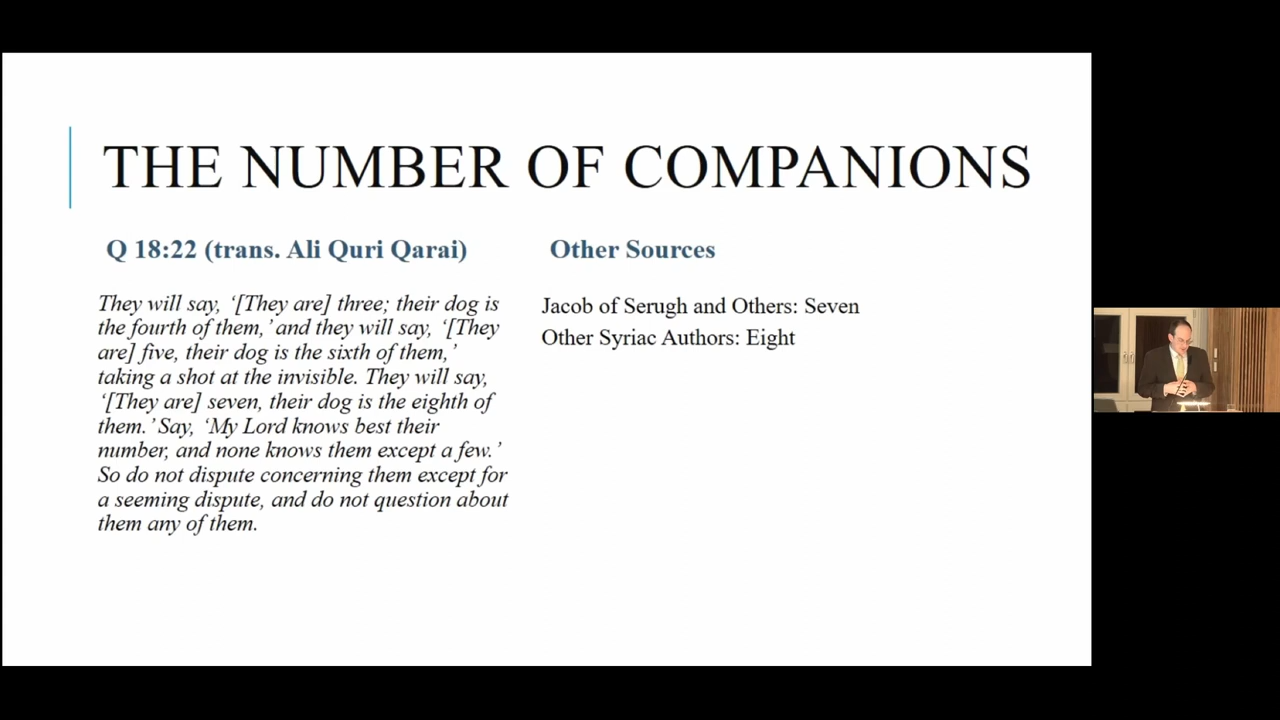 THE NUMBER OF COMPANIONS
Q 18:22 (trans. Ali Quri Qarai)
They will say, ‘[They are] three; their dog is
the fourth of them,’ and they will say, ‘[They
are] five, their dog is the sixth of them,’
taking a shot at the invisible. They will say,
‘[They are] seven, their dog is the eighth of
them.’ Say, ‘My Lord knows best their
number, and none knows them except a few.’
So do not dispute concerning them except for
a seeming dispute, and do not question about
them any of them.
Other Sources
Jacob of Serugh and Others: Seven
Other Syriac Authors: Eight